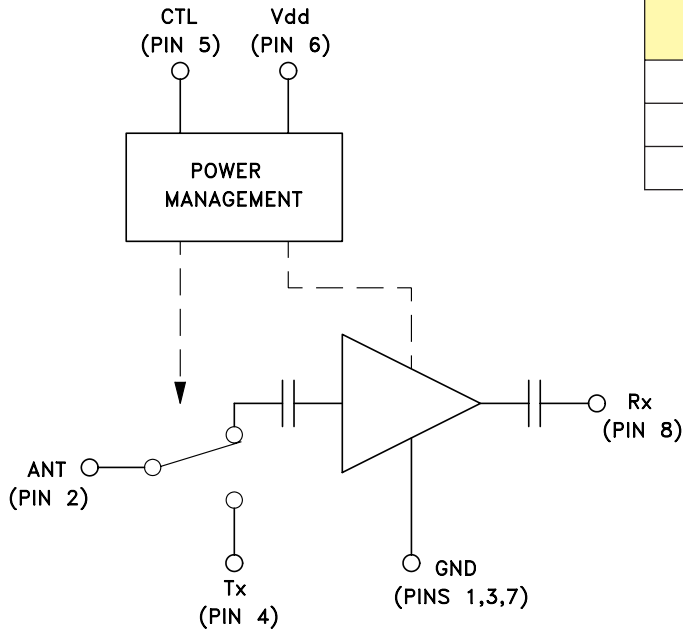 CTL Vdd
(PIN 5) (PIN 6)
POWER
MANAGEMENT
Rx
(PIN 8)
ANT
(PIN 2)
GND
(PINS 1,3,7)
Tx
(PIN 4)